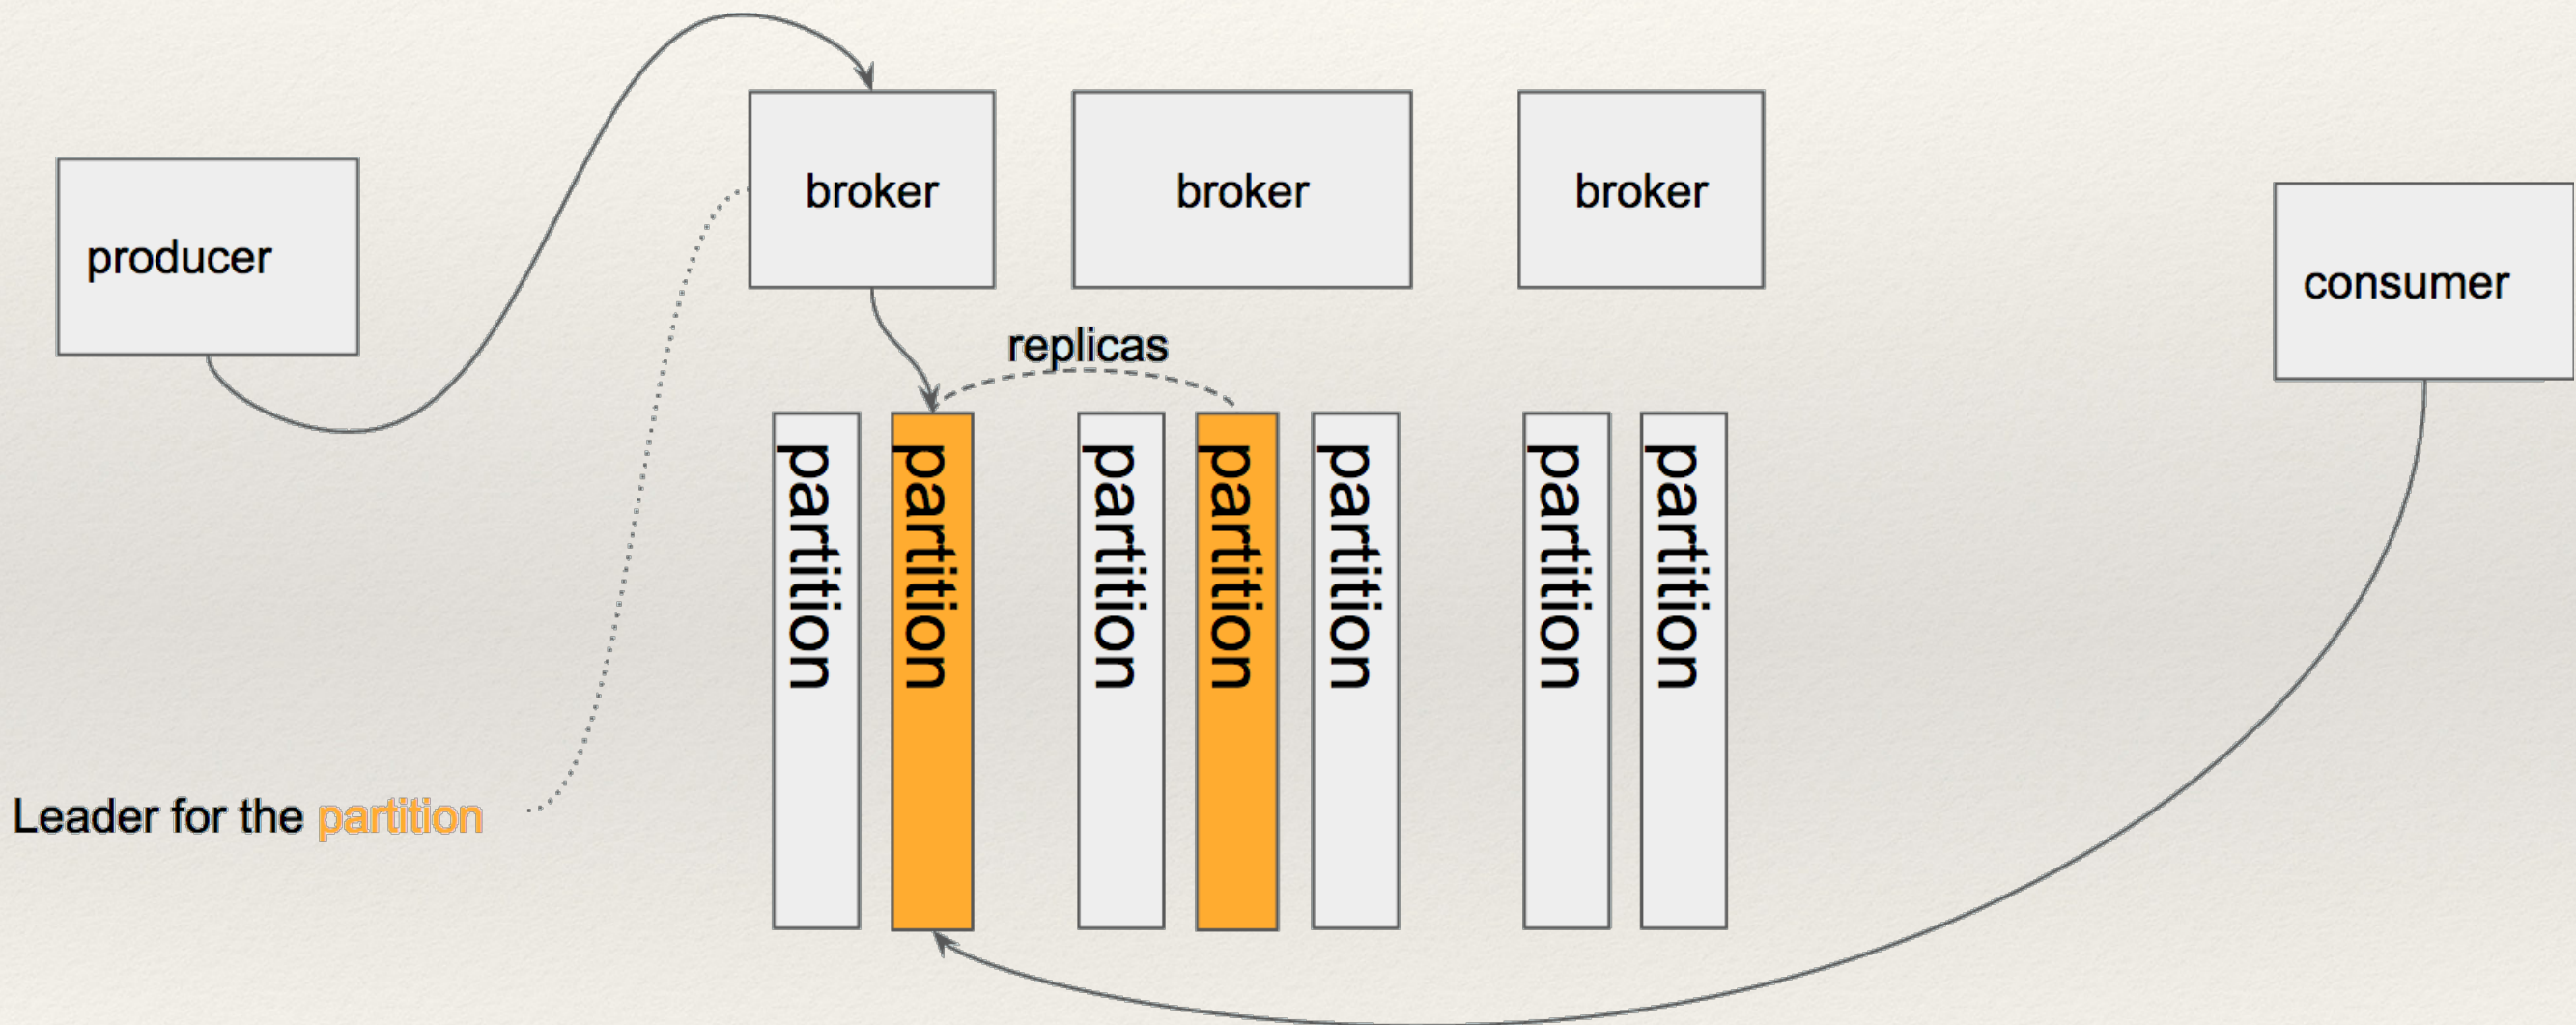 broker
broker
broker
producer
consumer
replicas
partition
partition
partition
partition
partition
partition
partition
Leader for the partition